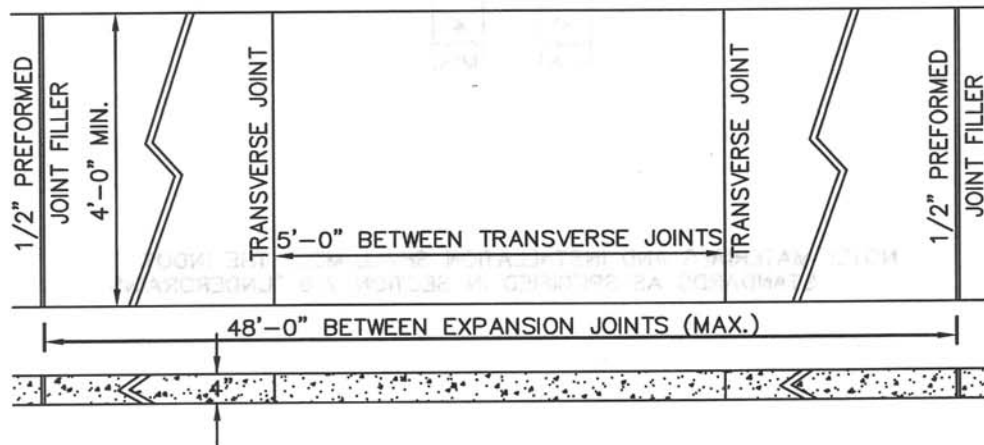 1/2" PREFORMED
JOINT FILLER
4'-0" MIN.
TRANSVERSE JOINT
5'-0" BETWEEN TRANSVERSE JOINTS
TRANSVERSE JOINT
1/2" PREFORMED
JOINT FILLER
48'-0" BETWEEN EXPANSION JOINTS (MAX.)
4"